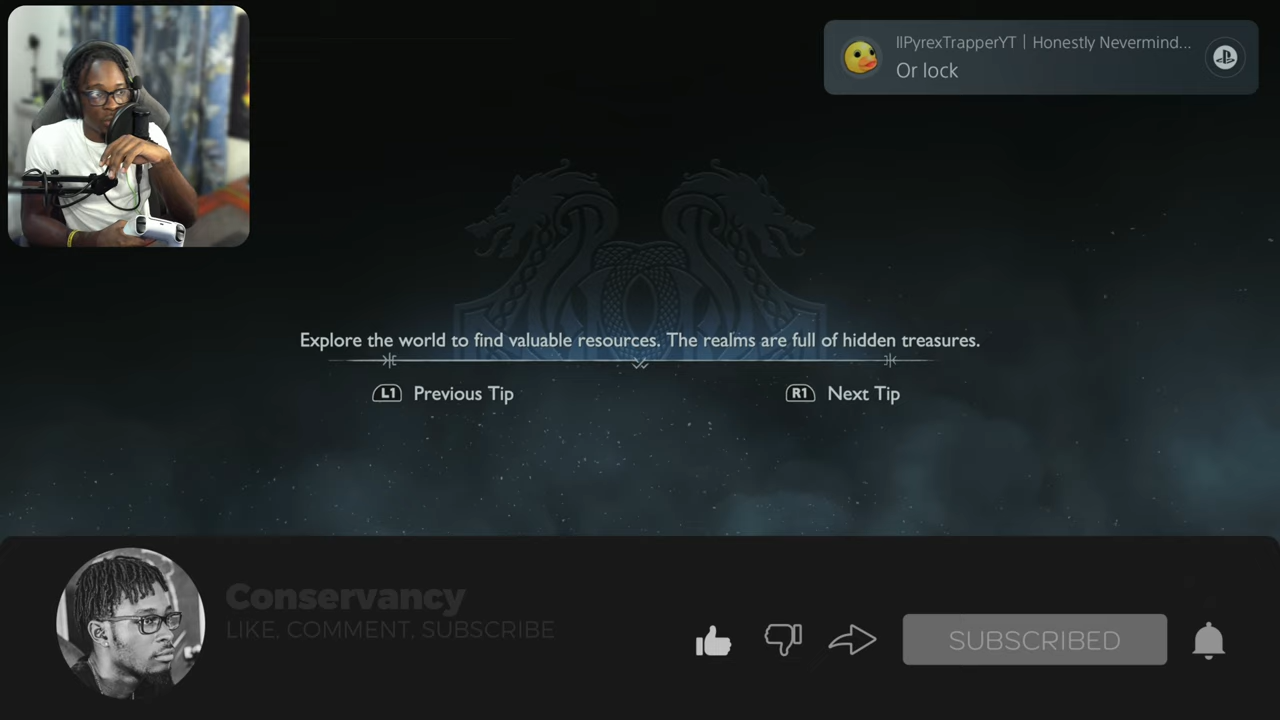 IlPyrexTrapperYT | Honestly Nevermind...
Or lock
Explore the world to find valuable resources. The realms are full of hidden treasures.
L1 Previous Tip
R1 Next Tip
Conservancy
LIKE, COMMENT, SUBSCRIBE
SUBSCRIBED